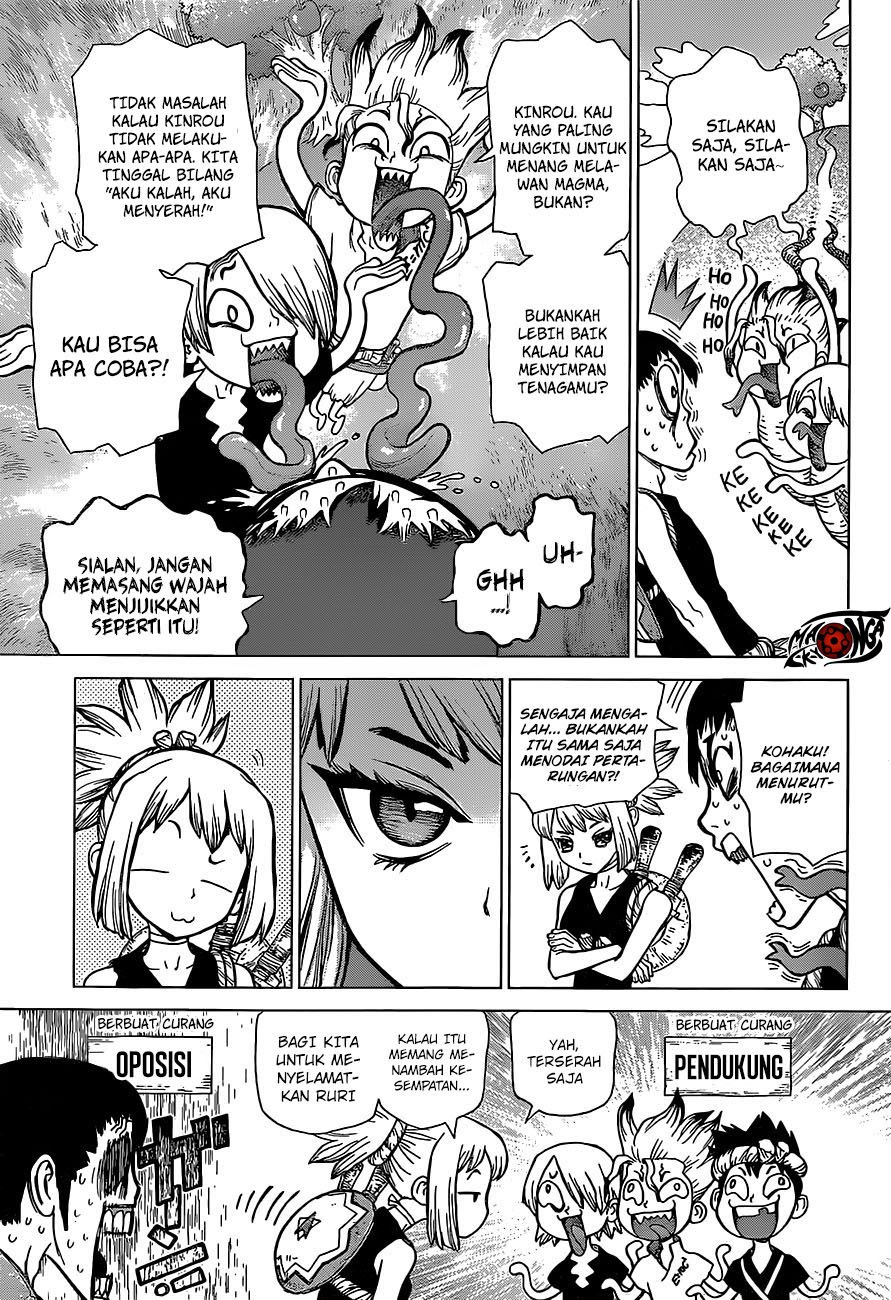 SILAKAN
SAJA, SILA-
KAN SAJA~
HO
HO
HO
HO
KE
KE
KE
KE
KE
KINROU. KAU
YANG PALING
MUNGKIN UNTUK
MENANG MELA-
WAN MAGMA,
BUKAN?
BUKANKAH
LEBIH BAIK
KALAU KAU
MENYIMPAN
TENAGAMU?
TIDAK MASALAH
KALAU KINROU
TIDAK MELAKU-
KAN APA-APA. KITA
TINGGAL BILANG
"AKU KALAH, AKU
MENYERAH!"
KAU BISA
APA COBA?!
UH-
GHH
...!
SIALAN, JANGAN
MEMASANG WAJAH
MENJIJIKKAN
SEPERTI ITU!
MANGA
SKY
KOHAKU!
BAGAIMANA
MENURUT-
MU?
SENGAJA MENGA-
LAH... BUKANKAH
ITU SAMA SAJA
MENODAI PERTA-
RUNGAN?!
BERBUAT CURANG
PENDUKUNG
YAH,
TERSERAH
SAJA
KALAU ITU
MEMANG ME-
NAMBAH KE-
SEMPATAN...
BAGI KITA
UNTUK ME-
NYELAMAT-
KAN RURI
BERBUAT CURANG
OPOSISI
ガーン